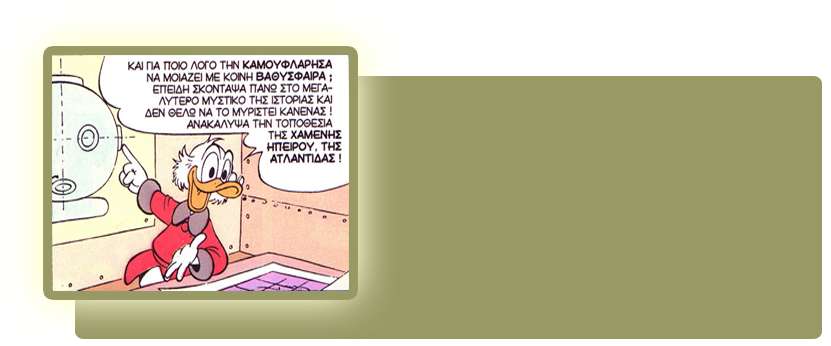 ΚΑΙ ΓΙΑ ΠΟΙΟ ΛΟΓΟ ΤΗΝ ΚΑΜΟΥΦΛΑΡΗΣΑ
ΝΑ ΜΟΙΑΖΕΙ ΜΕ ΚΟΙΝΗ ΒΑΘΥΣΦΑΙΡΑ ;
ΕΠΕΙΔΗ ΣΚΟΝΤΑΨΑ ΠΑΝΩ ΣΤΟ ΜΕΓΑ-
ΛΥΤΕΡΟ ΜΥΣΤΙΚΟ ΤΗΣ ΙΣΤΟΡΙΑΣ ΚΑΙ
ΔΕΝ ΘΕΛΩ ΝΑ ΤΟ ΜΥΡΙΣΤΕΙ ΚΑΝΕΝΑΣ !
ΑΝΑΚΑΛΥΨΑ ΤΗΝ ΤΟΠΟΘΕΣΙΑ
ΤΗΣ ΧΑΜΕΝΗΣ
ΗΠΕΙΡΟΥ, ΤΗΣ
ΑΤΛΑΝΤΙΔΑΣ !